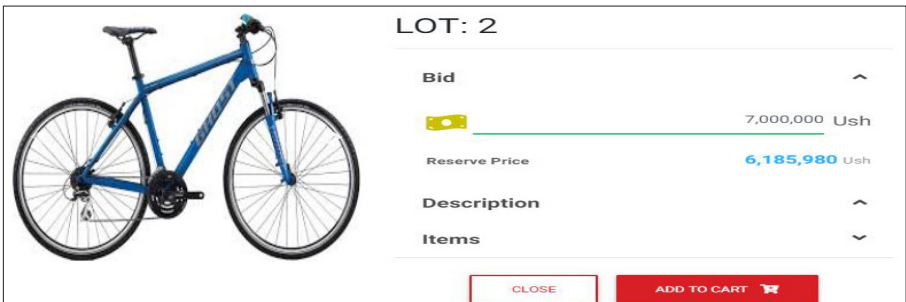 LOT: 2
Bid
7,000,000 Ush
Reserve Price 6,185,980 Ush
Description
Items
CLOSE ADD TO CART
GHOST